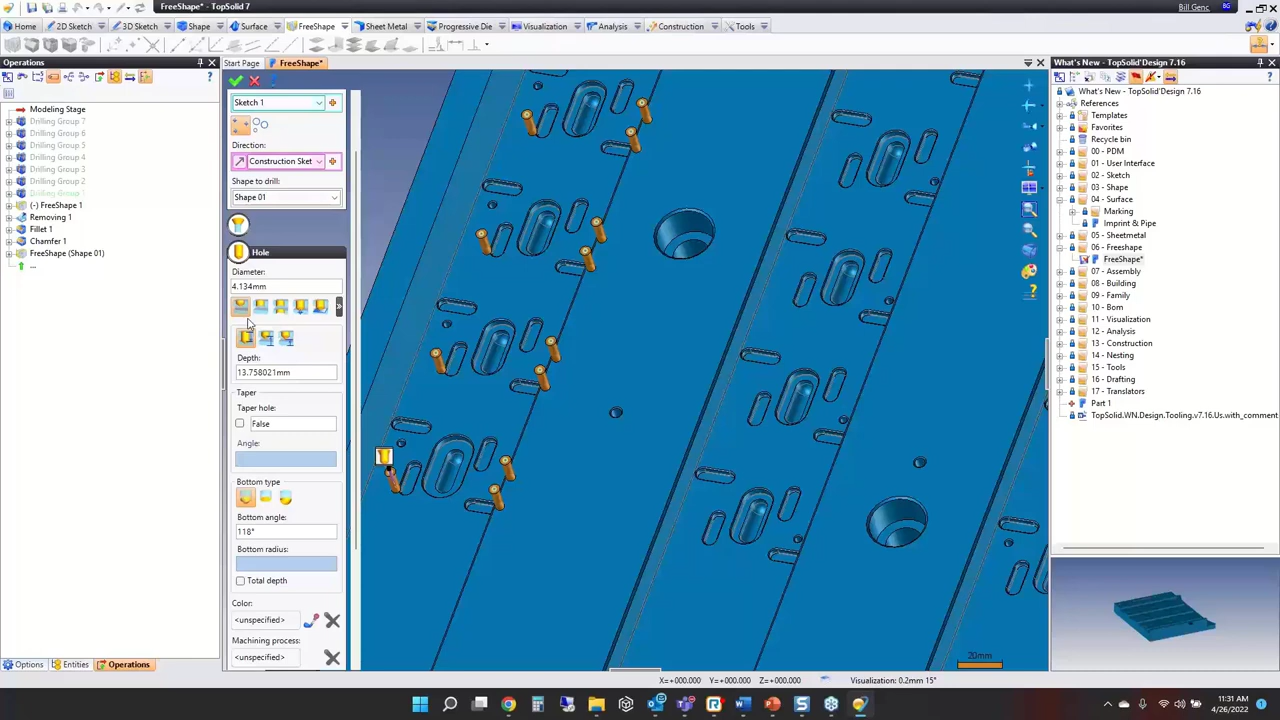 FreeShape* - TopSolid 7
Bill Genc
Home
2D Sketch
3D Sketch
Shape
Surface
FreeShape
Sheet Metal
Progressive Die
Visualization
Analysis
Construction
Tools
Operations
Start Page
FreeShape*
What's New - TopSolid'Design 7.16
Modeling Stage
Drilling Group 7
Drilling Group 6
Drilling Group 5
Drilling Group 4
Drilling Group 3
Drilling Group 2
(-) FreeShape 1
Removing 1
Fillet 1
Chamfer 1
FreeShape (Shape 01)
...
Sketch 1
Direction:
Construction Sket
Shape to drill:
Shape 01
Hole
Diameter:
4.134mm
Depth:
13.758021mm
Taper
Taper hole:
False
Angle:
Bottom type
Bottom angle:
118°
Bottom radius:
Total depth
Color:
<unspecified>
Machining process:
<unspecified>
What's New - TopSolid'Design 7.16
References
Templates
Favorites
Recycle bin
00 - PDM
01 - User Interface
02 - Sketch
03 - Shape
04 - Surface
Marking
Imprint & Pipe
05 - Sheetmetal
06 - Freeshape
FreeShape*
07 - Assembly
08 - Building
09 - Family
10 - Bom
11 - Visualization
12 - Analysis
13 - Construction
14 - Nesting
15 - Tools
16 - Drafting
17 - Translators
Part 1
TopSolid.WN.Design.Tooling.v7.16.Us.with_comment
20mm
Options
Entities
Operations
X=+000.000 Y=+000.000 Z=+000.000
Visualization: 0.2mm 15°
11:31 AM
4/26/2022